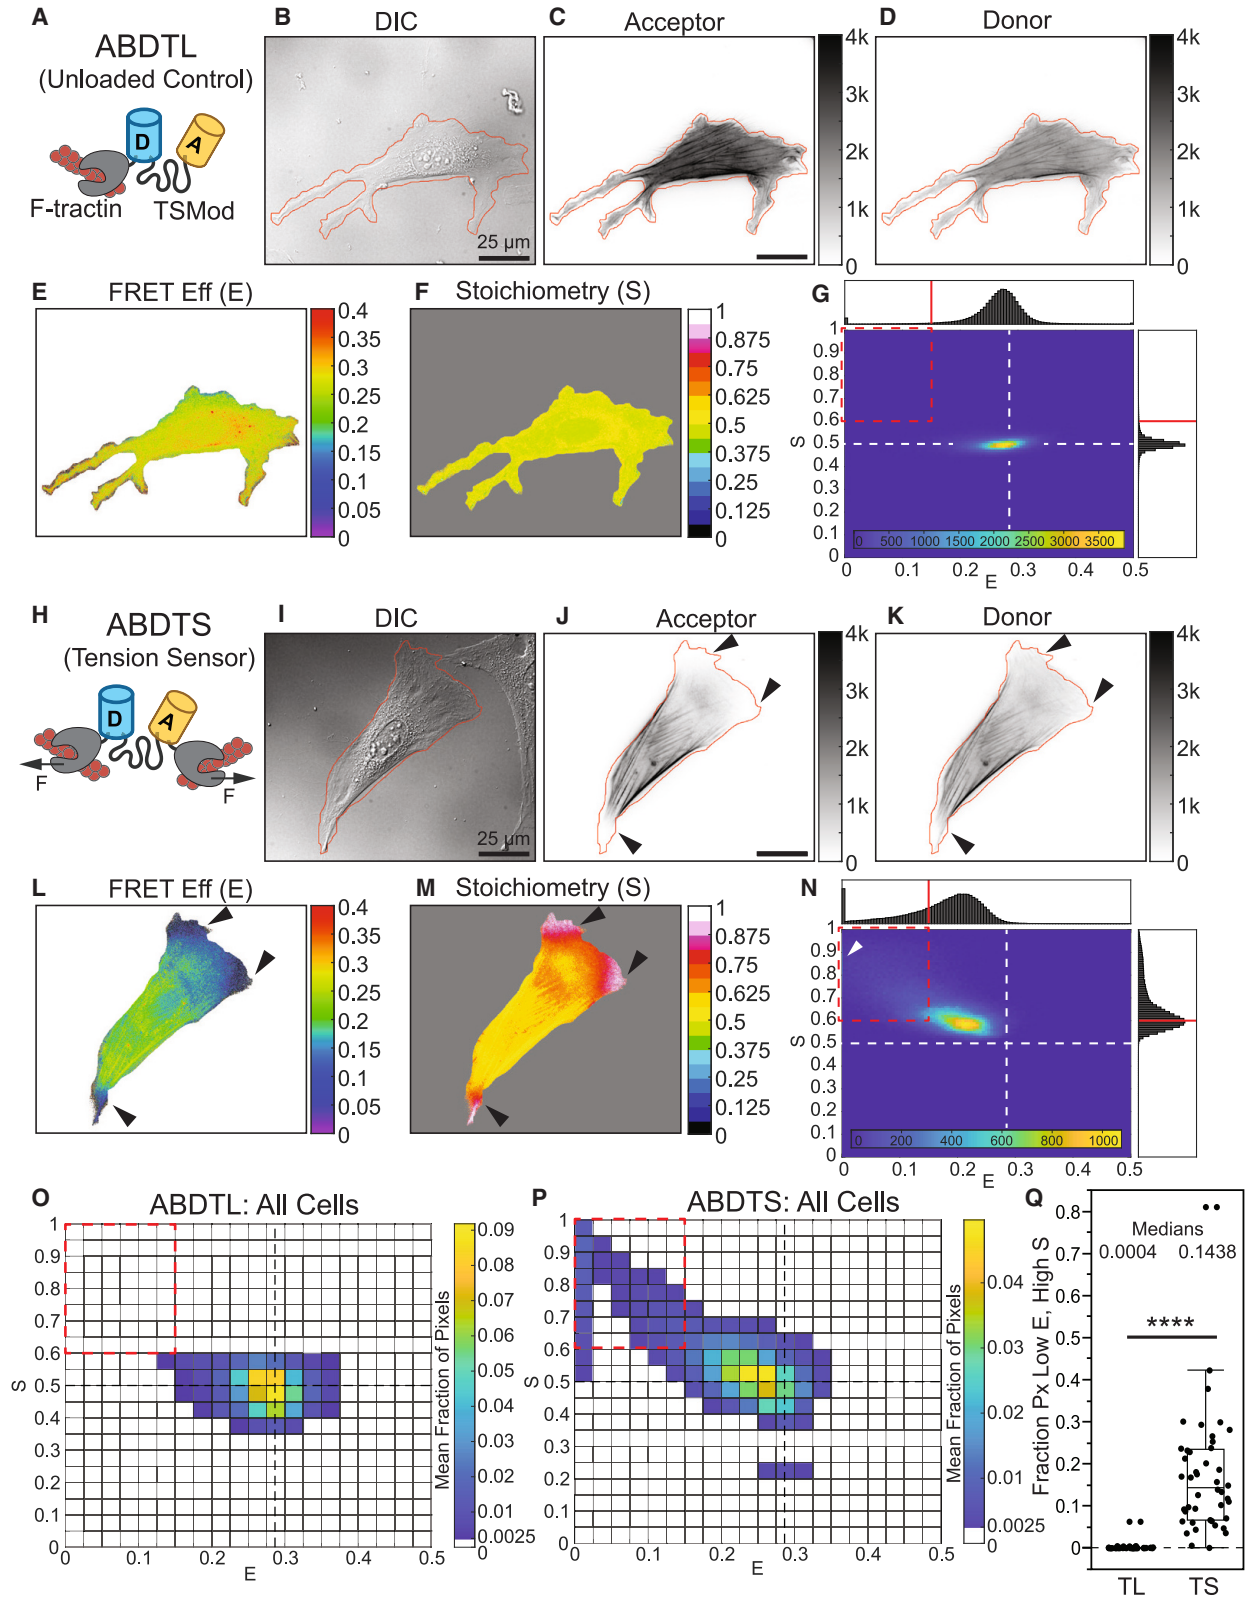 A
ABDTL
(Unloaded Control)
D
A
F-tractin
TSMod
B
DIC
25 µm
C
Acceptor
4k
3k
2k
1k
0
D
Donor
4k
3k
2k
1k
0
E
FRET Eff (E)
0.4
0.35
0.3
0.25
0.2
0.15
0.1
0.05
0
F
Stoichiometry (S)
1
0.875
0.75
0.625
0.5
0.375
0.25
0.125
0
G
1
0.9
0.8
0.7
0.6
0.5
0.4
0.3
0.2
0.1
0
S
0 500 1000 1500 2000 2500 3000 3500
0 0.1 0.2 0.3 0.4 0.5
E
H
ABDTS
(Tension Sensor)
D
A
F
F
I
DIC
25 µm
J
Acceptor
4k
3k
2k
1k
0
K
Donor
4k
3k
2k
1k
0
L
FRET Eff (E)
0.4
0.35
0.3
0.25
0.2
0.15
0.1
0.05
0
M
Stoichiometry (S)
1
0.875
0.75
0.625
0.5
0.375
0.25
0.125
0
N
1
0.9
0.8
0.7
0.6
0.5
0.4
0.3
0.2
0.1
0
S
0 200 400 600 800 1000
0 0.1 0.2 0.3 0.4 0.5
E
O
ABDTL: All Cells
1
0.9
0.8
0.7
0.6
0.5
0.4
0.3
0.2
0.1
0
S
0 0.1 0.2 0.3 0.4 0.5
E
Mean Fraction of Pixels
0.09
0.08
0.07
0.06
0.05
0.04
0.03
0.02
0.01
0.0025
0
P
ABDTS: All Cells
1
0.9
0.8
0.7
0.6
0.5
0.4
0.3
0.2
0.1
0
S
0 0.1 0.2 0.3 0.4 0.5
E
Mean Fraction of Pixels
0.04
0.03
0.02
0.01
0.0025
0
Q
Fraction Px Low E, High S
0.8
0.7
0.6
0.5
0.4
0.3
0.2
0.1
0
Medians
0.0004 0.1438
****
TL TS